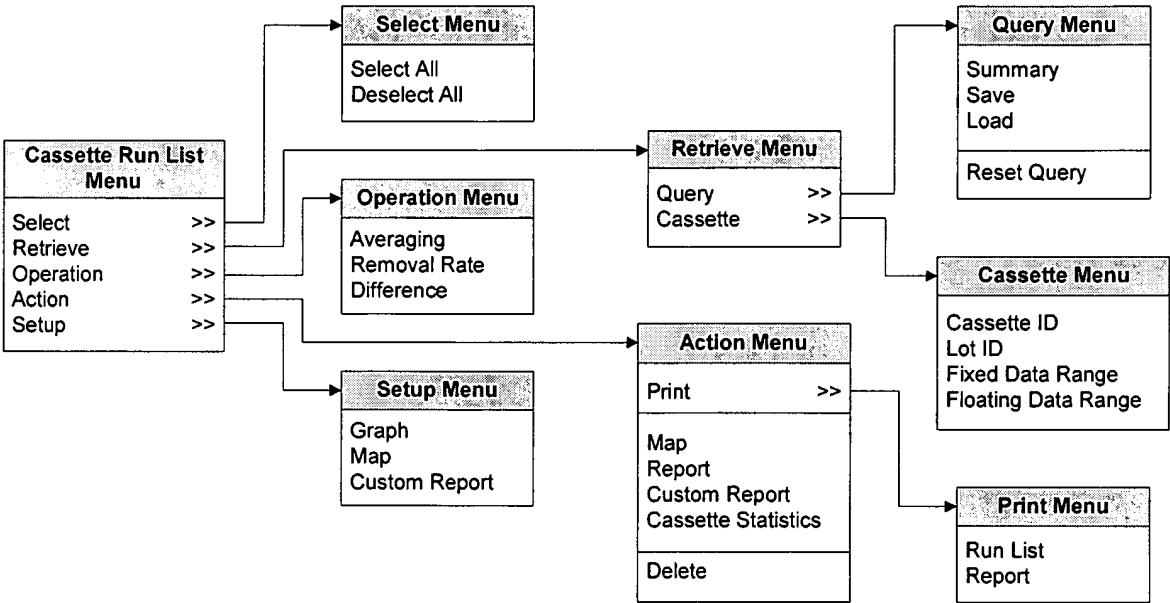 Cassette Run List
Menu
Select >>
Retrieve >>
Operation >>
Action >>
Setup >>
Select Menu
Select All
Deselect All
Operation Menu
Averaging
Removal Rate
Difference
Setup Menu
Graph
Map
Custom Report
Retrieve Menu
Query >>
Cassette >>
Action Menu
Print >>
Map
Report
Custom Report
Cassette Statistics
Delete
Query Menu
Summary
Save
Load
Reset Query
Cassette Menu
Cassette ID
Lot ID
Fixed Data Range
Floating Data Range
Print Menu
Run List
Report